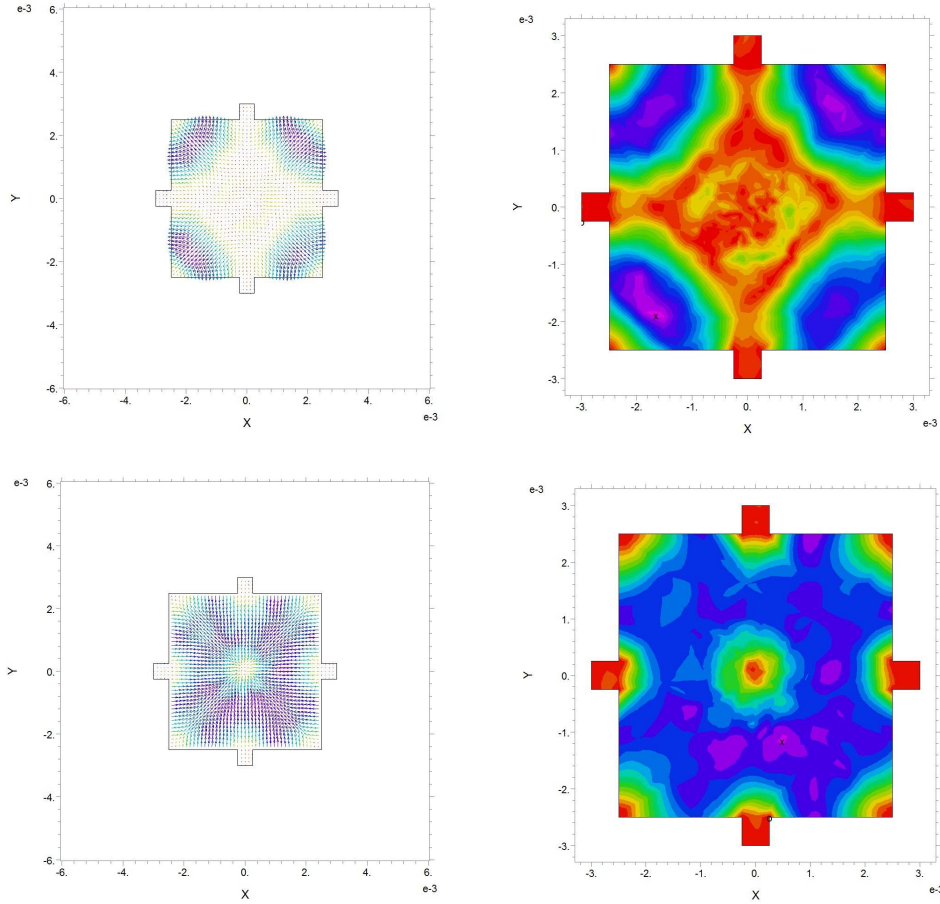 e-3
6.
4.
2.
0.
-2.
-4.
-6.
Y
-6. -4. -2. 0. 2. 4. 6.
e-3
X
e-3
3.
2.
1.
0.
-1.
-2.
-3.
Y
-3. -2. -1. 0. 1. 2. 3.
e-3
X
x
e-3
6.
4.
2.
0.
-2.
-4.
-6.
Y
-6. -4. -2. 0. 2. 4. 6.
e-3
X
e-3
3.
2.
1.
0.
-1.
-2.
-3.
Y
x
o
-3. -2. -1. 0. 1. 2. 3.
e-3
X